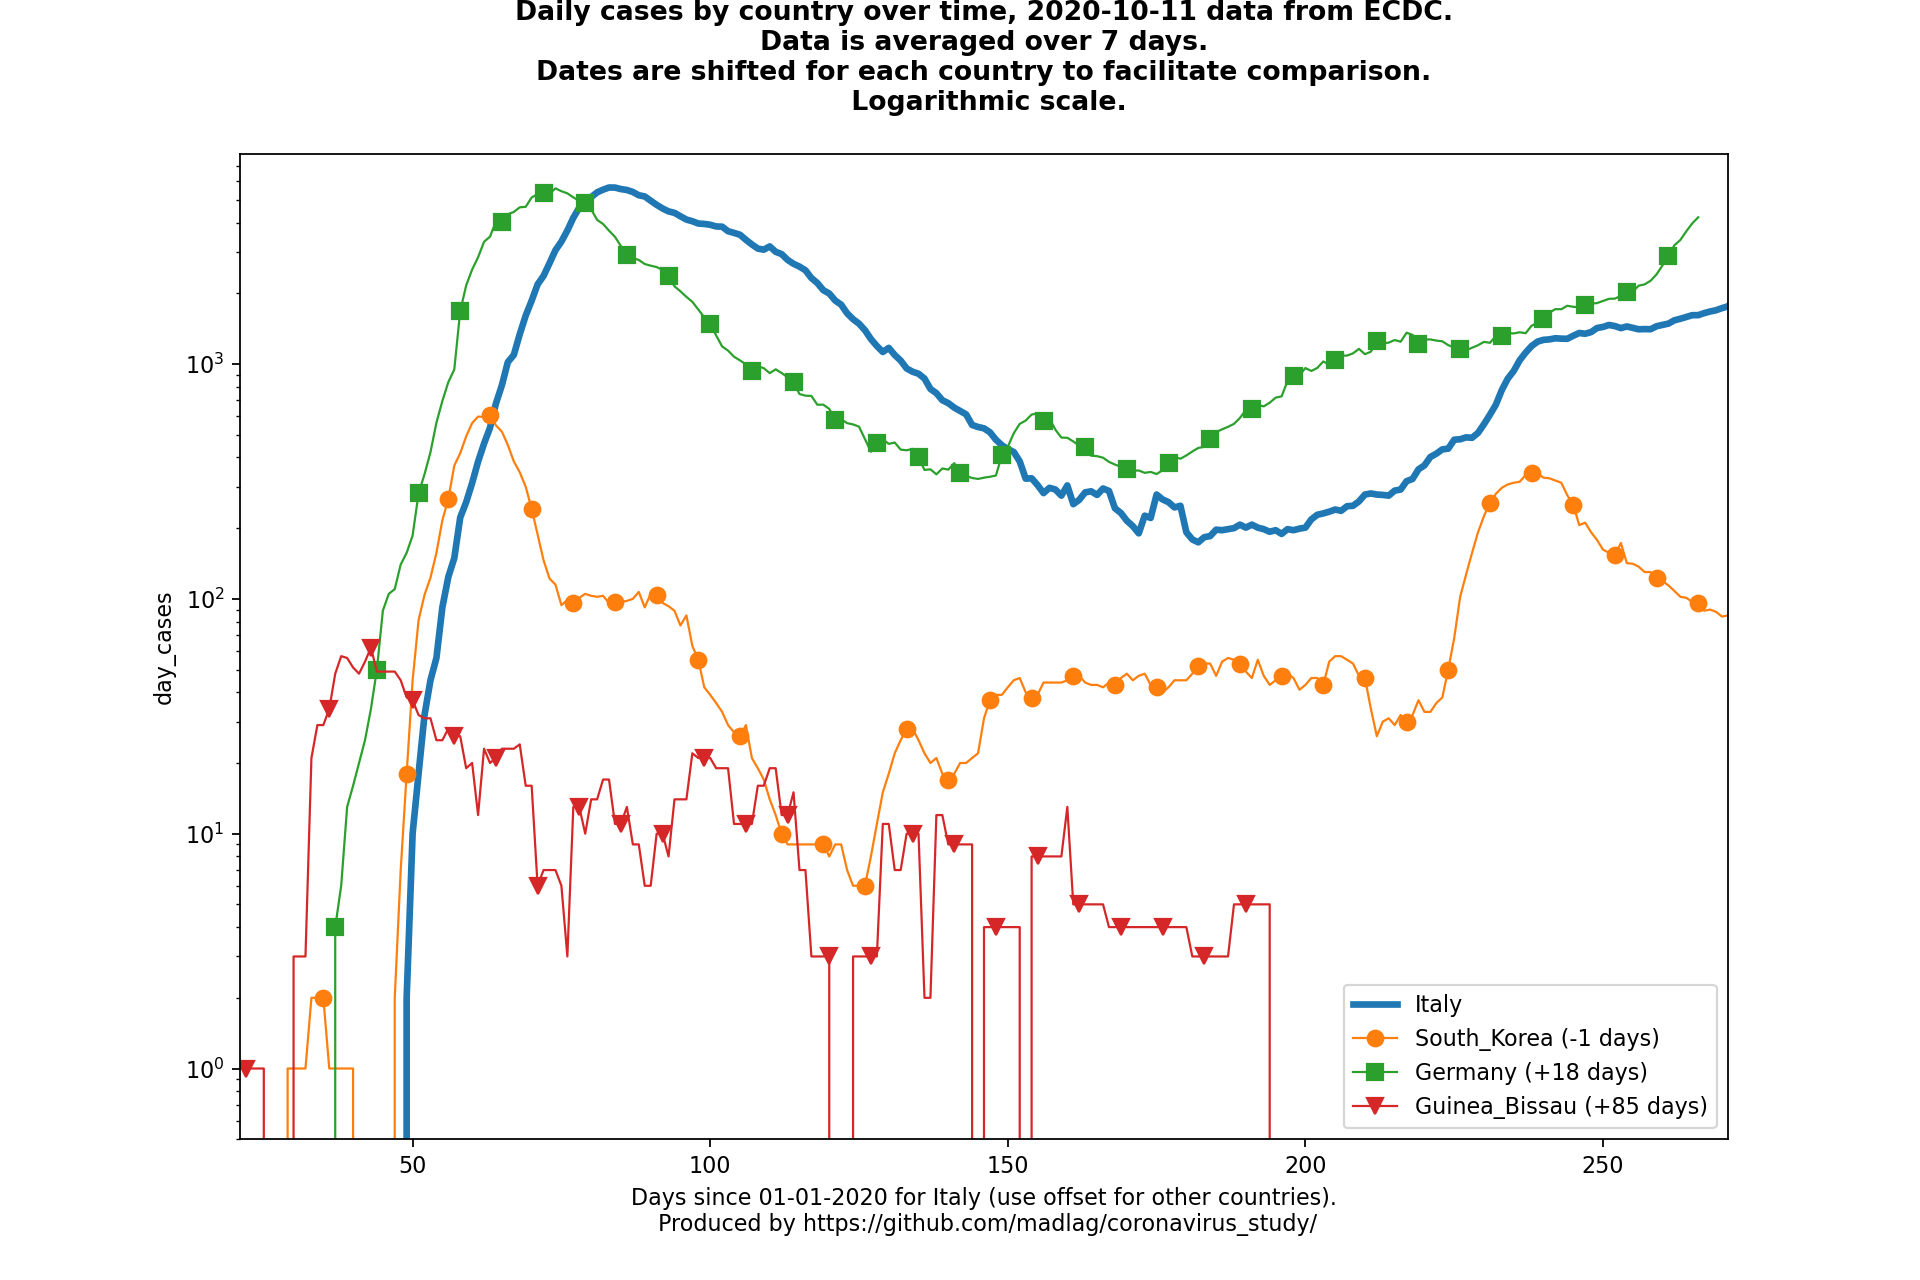 Daily cases by country over time, 2020-10-11 data from ECDC.
Data is averaged over 7 days.
Dates are shifted for each country to facilitate comparison.
Logarithmic scale.
10³
10²
10¹
10⁰
day_cases
Italy
South_Korea (-1 days)
Germany (+18 days)
Guinea_Bissau (+85 days)
50 100 150 200 250
Days since 01-01-2020 for Italy (use offset for other countries).
Produced by https://github.com/madlag/coronavirus_study/